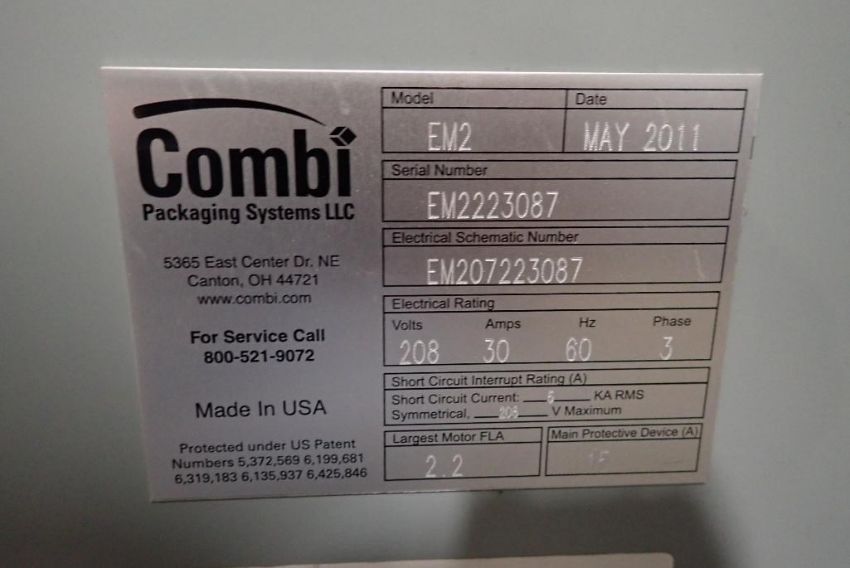 Combi
Packaging Systems LLC
5365 East Center Dr. NE
Canton, OH 44721
www.combi.com
For Service Call
800-521-9072
Made In USA
Protected under US Patent
Numbers 5,372,569 6,199,681
6,319,183 6,135,937 6,425,846
Model Date
EM2 MAY 2011
Serial Number
EM2223087
Electrical Schematic Number
EM207223087
Electrical Rating
Volts Amps Hz Phase
208 30 60 3
Short Circuit Interrupt Rating (A)
Short Circuit Current: KA RMS
Symmetrical, 208 V Maximum
Largest Motor FLA Main Protective Device (A)
2.2